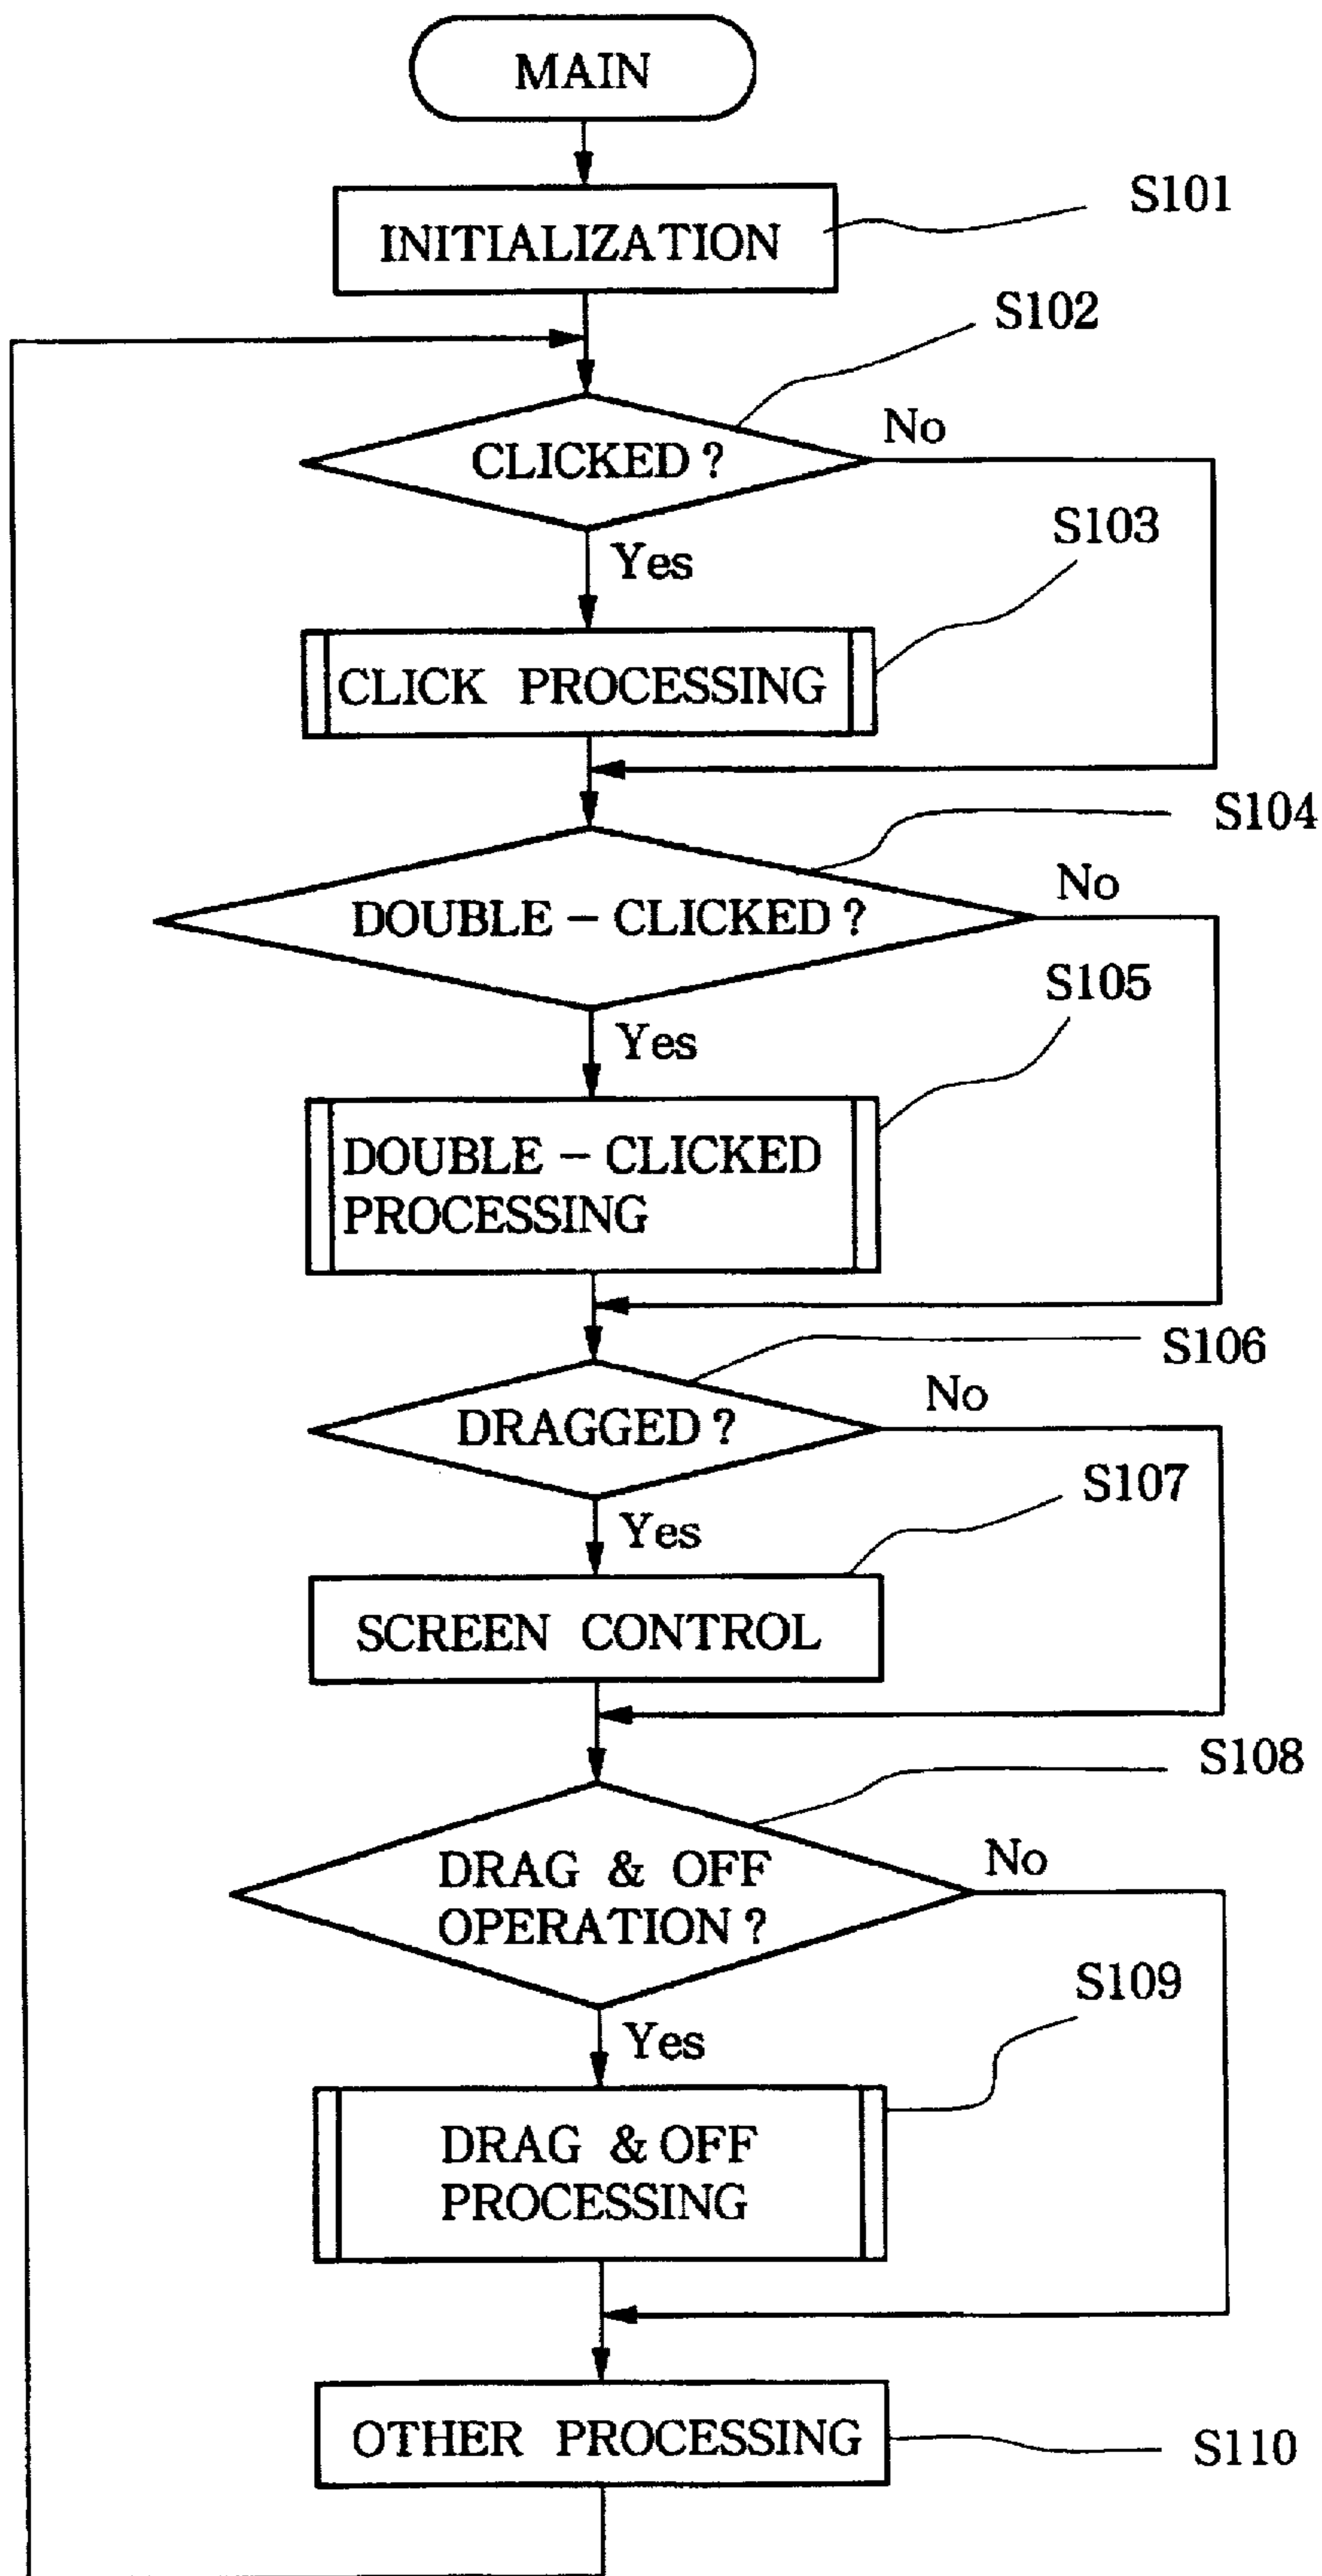 MAIN
INITIALIZATION
S101
S102
CLICKED ?
No
Yes
S103
CLICK PROCESSING
S104
DOUBLE – CLICKED ?
No
Yes
S105
DOUBLE – CLICKED
PROCESSING
S106
DRAGGED ?
No
Yes
S107
SCREEN CONTROL
S108
DRAG & OFF
OPERATION ?
No
Yes
S109
DRAG & OFF
PROCESSING
OTHER PROCESSING
S110